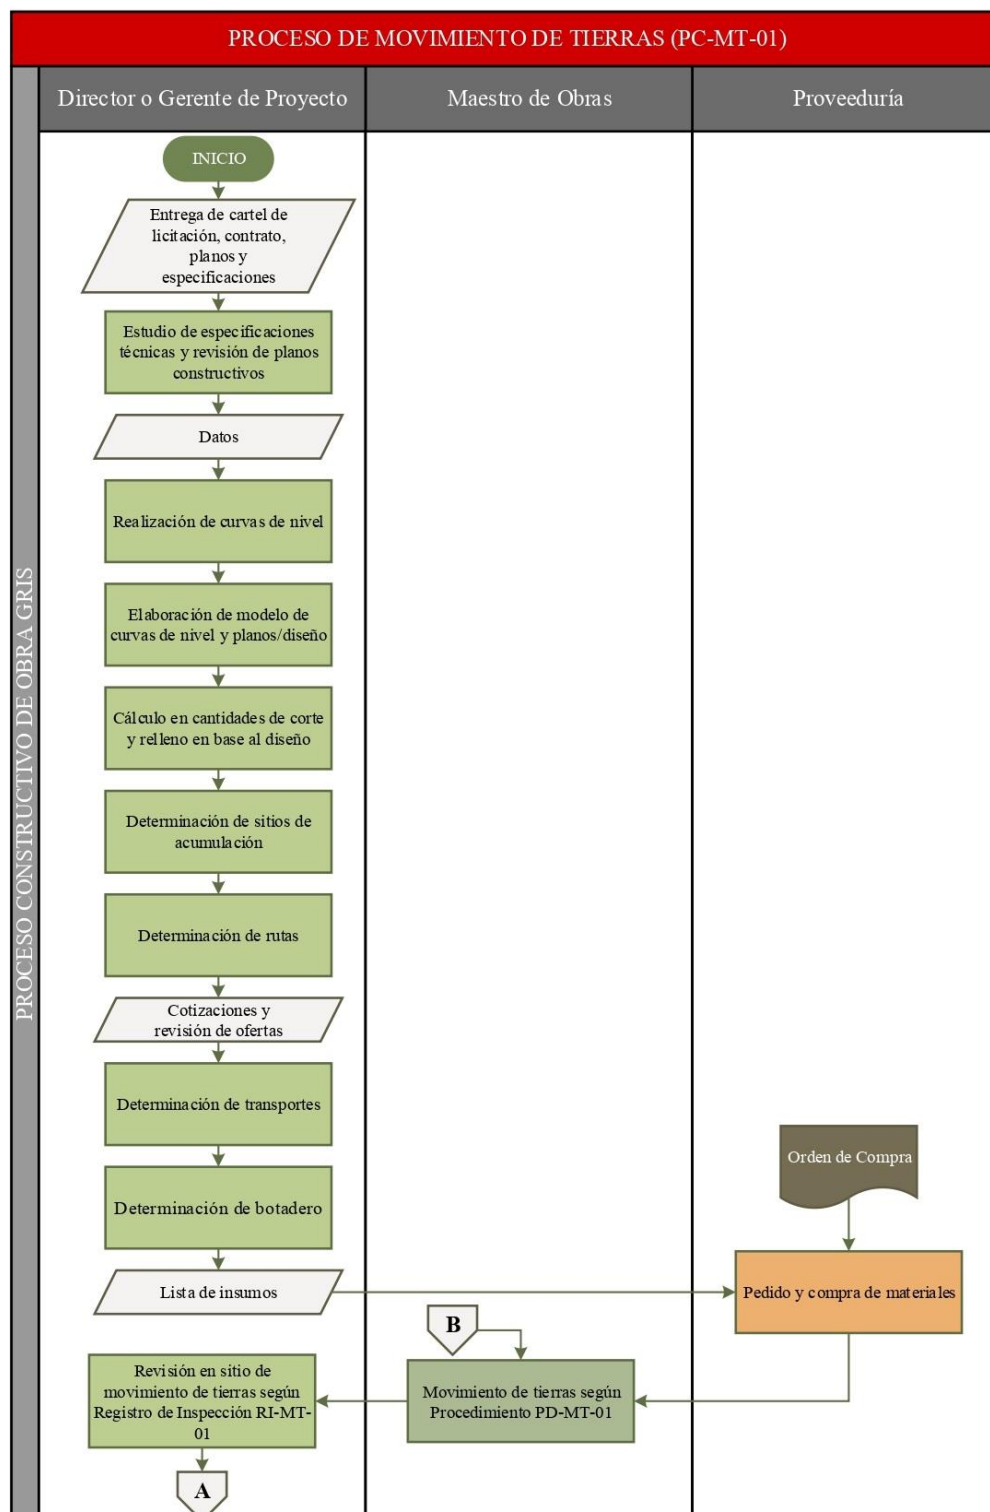 PROCESO DE MOVIMIENTO DE TIERRAS (PC-MT-01)
PROCESO CONSTRUCTIVO DE OBRA GRIS
Director o Gerente de Proyecto
Maestro de Obras
Proveeduría
INICIO
Entrega de cartel de
licitación, contrato,
planos y
especificaciones
Estudio de especificaciones
técnicas y revisión de planos
constructivos
Datos
Realización de curvas de nivel
Elaboración de modelo de
curvas de nivel y planos/diseño
Cálculo en cantidades de corte
y relleno en base al diseño
Determinación de sitios de
acumulación
Determinación de rutas
Cotizaciones y
revisión de ofertas
Determinación de transportes
Determinación de botadero
Lista de insumos
Orden de Compra
Pedido y compra de materiales
B
Movimiento de tierras según
Procedimiento PD-MT-01
Revisión en sitio de
movimiento de tierras según
Registro de Inspección RI-MT-
01
A